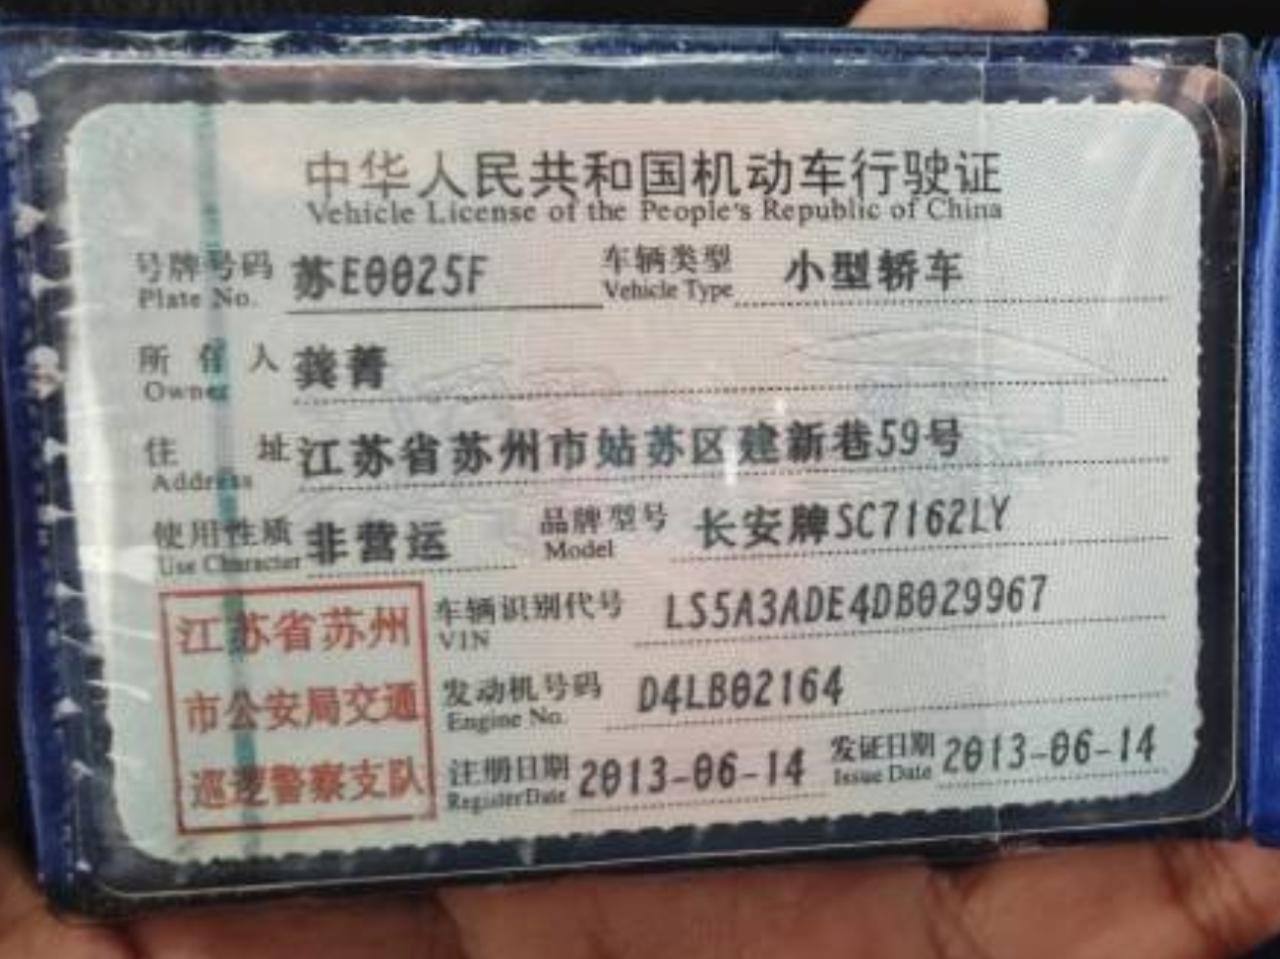 中华人民共和国机动车行驶证
Vehicle License of the People's Republic of China
号牌号码 苏E0025F 车辆类型 小型轿车
Plate No. Vehicle Type
所有人 龚菁
Owner
住址 江苏省苏州市姑苏区建新巷59号
Address
使用性质 非营运 品牌型号 长安牌SC7162LY
Use Character Model
江苏省苏州 车辆识别代号 LS5A3ADE4DB029967
VIN
市公安局交通 发动机号码 D4LB02164
Engine No.
巡逻警察支队 注册日期 2013-06-14 发证日期 2013-06-14
Register Date Issue Date